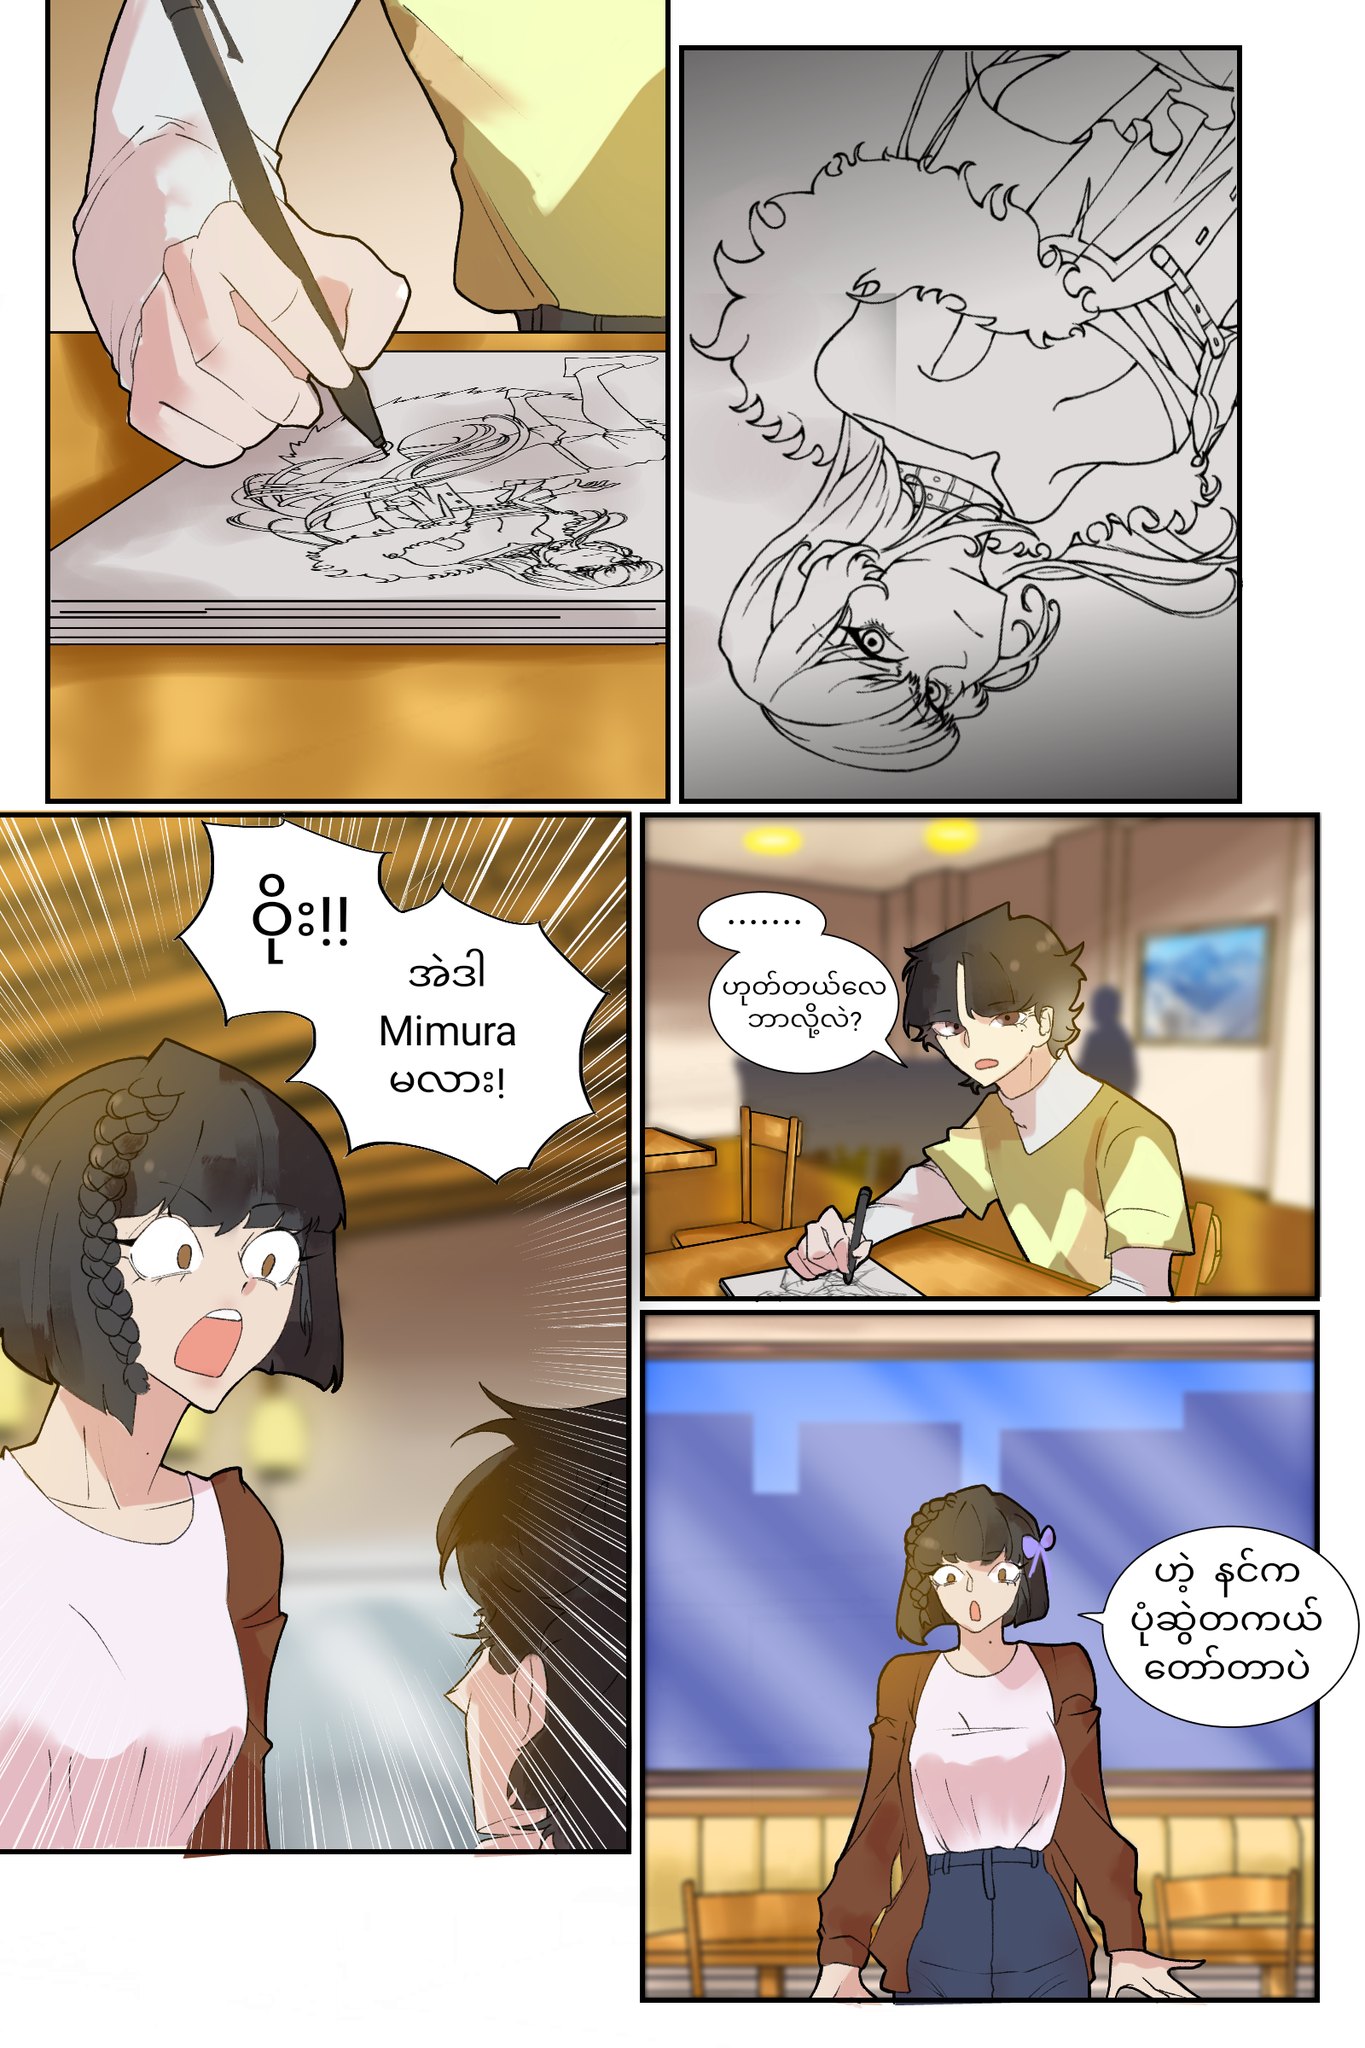 ဝိုး!!
အဲဒါ
Mimura
မလား!
.......
ဟုတ်တယ်လေ
ဘာလို့လဲ?
ဟဲ့ နင်က
ပုံဆွဲတကယ်
တော်တာပဲ